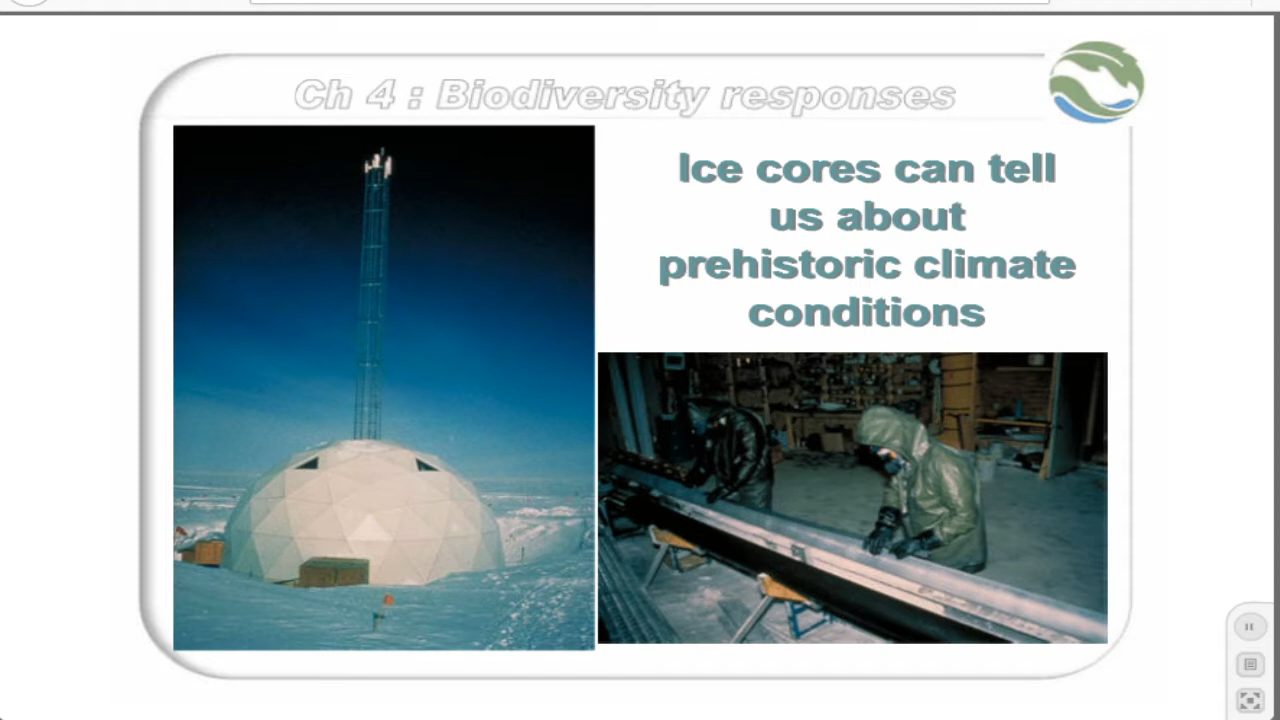 Ch 4 : Biodiversity responses
Ice cores can tell
us about
prehistoric climate
conditions